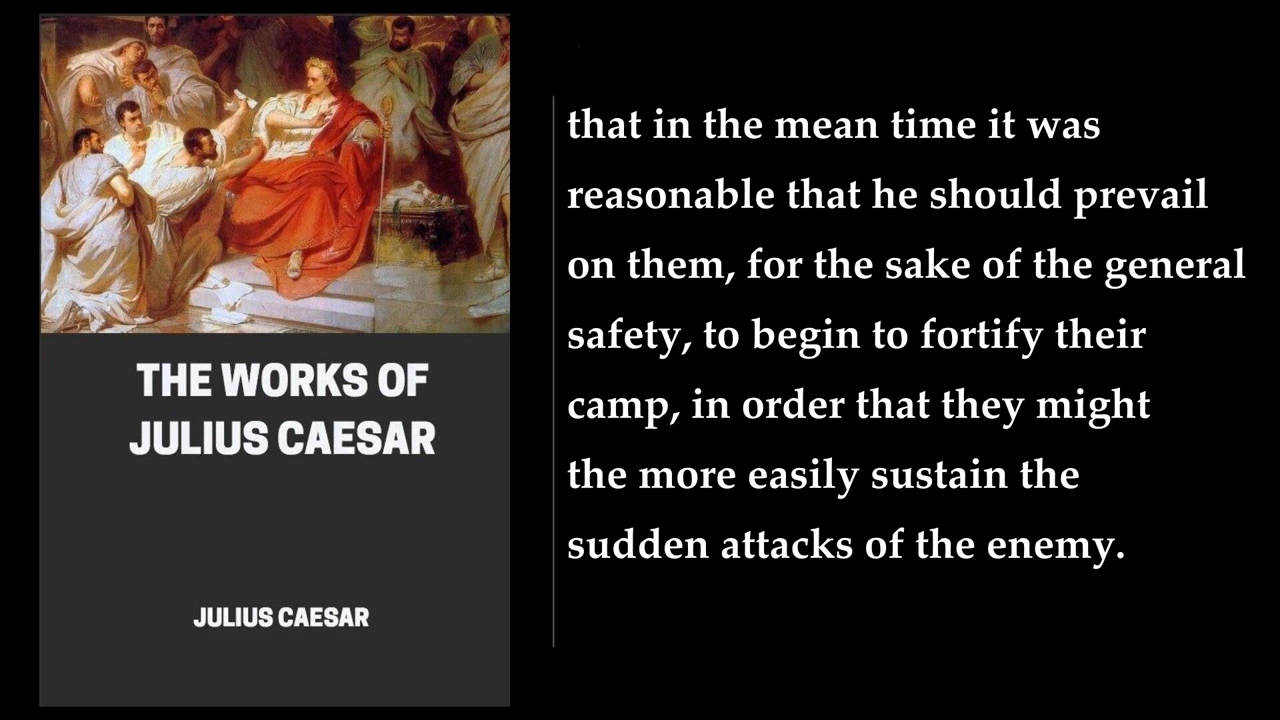 THE WORKS OF
JULIUS CAESAR
JULIUS CAESAR
that in the mean time it was
reasonable that he should prevail
on them, for the sake of the general
safety, to begin to fortify their
camp, in order that they might
the more easily sustain the
sudden attacks of the enemy.